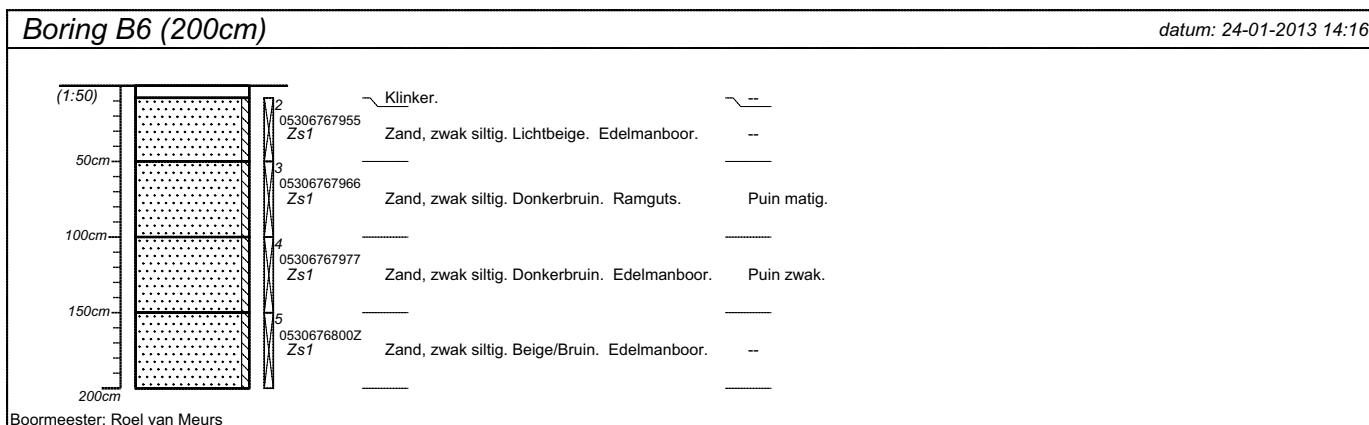 Boring B6 (200cm) datum: 24-01-2013 14:16
(1:50) 2 Klinker. --
05306767955
Zs1 Zand, zwak siltig. Lichtbeige. Edelmanboor. --
50cm
3
05306767966
Zs1 Zand, zwak siltig. Donkerbruin. Ramguts. Puin matig.
100cm
4
05306767977
Zs1 Zand, zwak siltig. Donkerbruin. Edelmanboor. Puin zwak.
150cm
5
0530676800Z
Zs1 Zand, zwak siltig. Beige/Bruin. Edelmanboor. --
200cm
Boormeester: Roel van Meurs